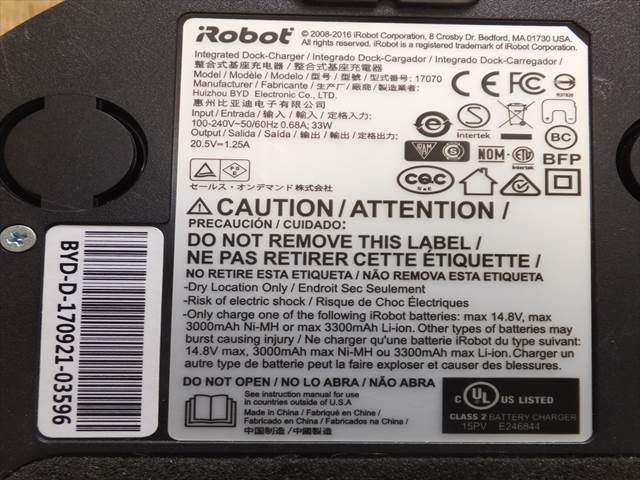 iRobot
© 2008-2016 iRobot Corporation, 8 Crosby Dr. Bedford, MA 01730 USA.
All rights reserved. iRobot is a registered trademark of iRobot Corporation.
Integrated Dock-Charger / Integrado Dock-Cargador / Integrado Dock-Carregador /
整合式基座充电器 / 整合式基座充電器
Model / Modèle / Modelo / 型号 / 型號 / 型式番号: 17070
Manufacturer / Fabricante / 生产厂 / 廠商 / 製造業者:
Huizhou BYD Electronic Co., LTD.
惠州比亚迪电子有限公司
Input / Entrada / 输入 / 輸入 / 定格入力:
100-240V~50/60Hz 0.68A; 33W
Output / Salida / Saída / 输出 / 輸出 / 定格出力:
20.5V⎓1.25A
CE FC
Intertek
BC
BFP
NOM
ETL
Intertek
CQC
セールス・オンデマンド株式会社
CAUTION / ATTENTION /
PRECAUCIÓN / CUIDADO:
DO NOT REMOVE THIS LABEL /
NE PAS RETIRER CETTE ÉTIQUETTE /
NO RETIRE ESTA ETIQUETA / NÃO REMOVA ESTA ETIQUETA
-Dry Location Only / Endroit Sec Seulement
-Risk of electric shock / Risque de Choc Électriques
-Only charge one of the following iRobot batteries: max 14.8V, max
3000mAh Ni-MH or max 3300mAh Li-ion. Other types of batteries may
burst causing injury / Ne charger qu'une iRobot du type suivant:
14.8V max, 3000mAh max Ni-MH ou 3300mAh max Li-ion. Charger un
autre type de batterie peut la faire exploser et causer des blessures.
DO NOT OPEN / NO LO ABRA / NÃO ABRA
See instruction manual for use
in countries outside of U.S.A
Made in China / Fabriqué en Chine /
Fabricado en China / Fabricado na China /
中国制造 / 中國製造
C UL US LISTED
CLASS 2 BATTERY CHARGER
15PV E246844
BYD-D-170921-03596